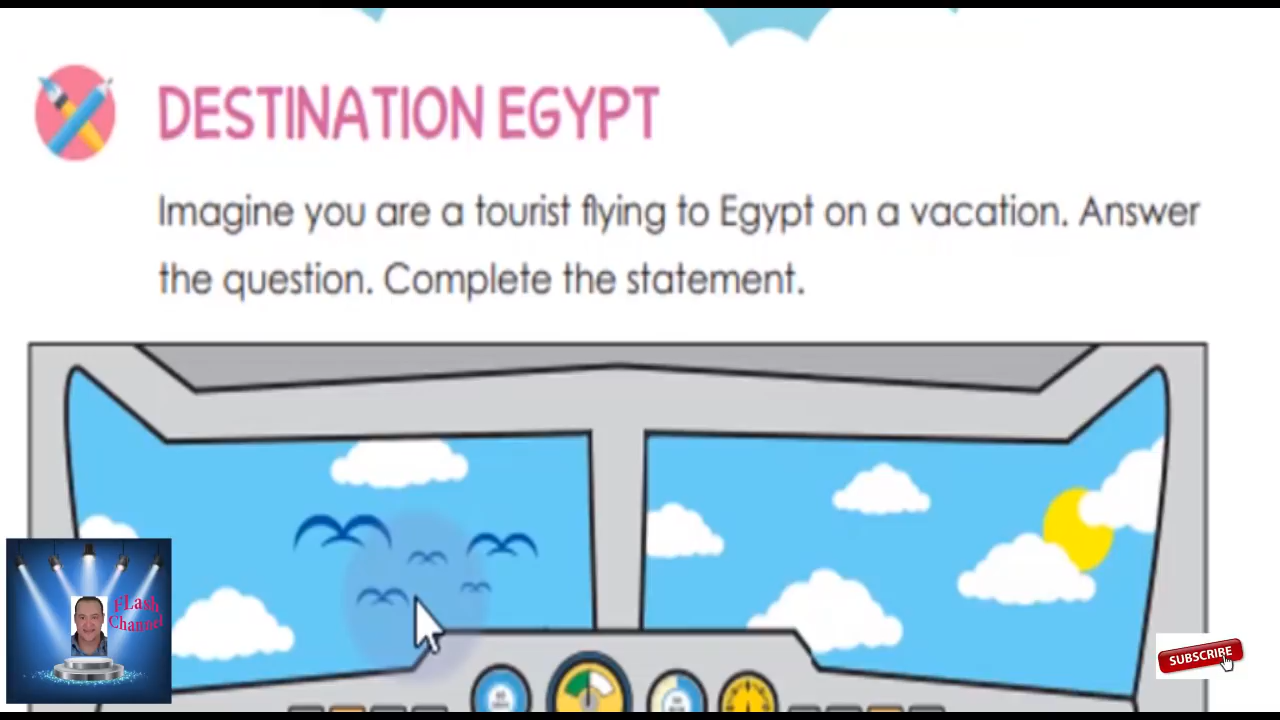 DESTINATION EGYPT
Imagine you are a tourist flying to Egypt on a vacation. Answer
the question. Complete the statement.
FLash
Channel
SUBSCRIBE